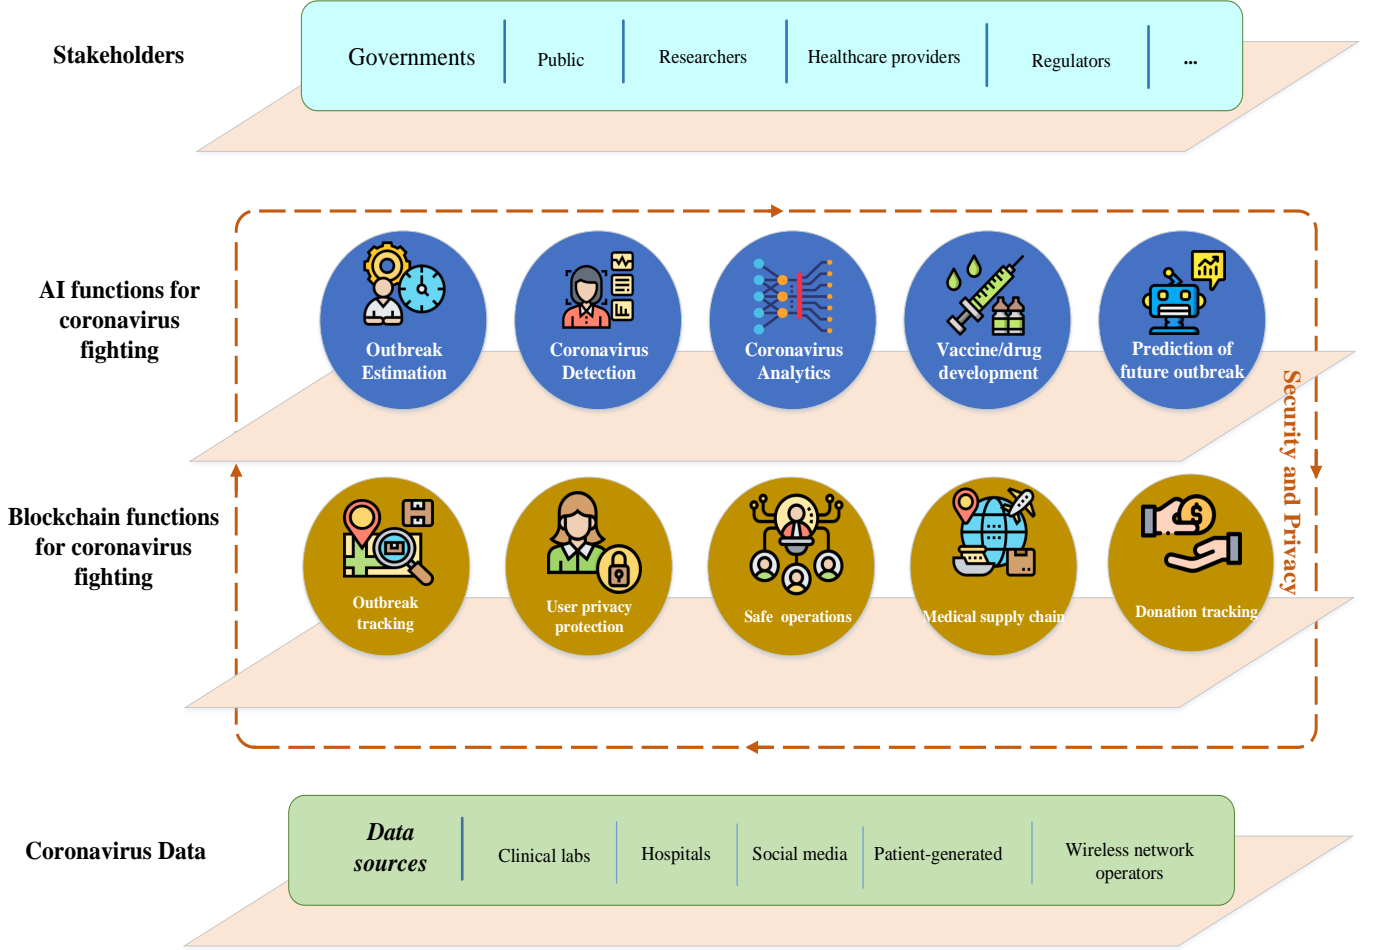 Stakeholders
Governments
Public
Researchers
Healthcare providers
Regulators
...
AI functions for
coronavirus
fighting
Outbreak
Estimation
Coronavirus
Detection
Coronavirus
Analytics
Vaccine/drug
development
Prediction of
future outbreak
Security and Privacy
Blockchain functions
for coronavirus
fighting
Outbreak
tracking
User privacy
protection
Safe operations
Medical supply chain
Donation tracking
Coronavirus Data
Data
sources
Clinical labs
Hospitals
Social media
Patient-generated
Wireless network
operators